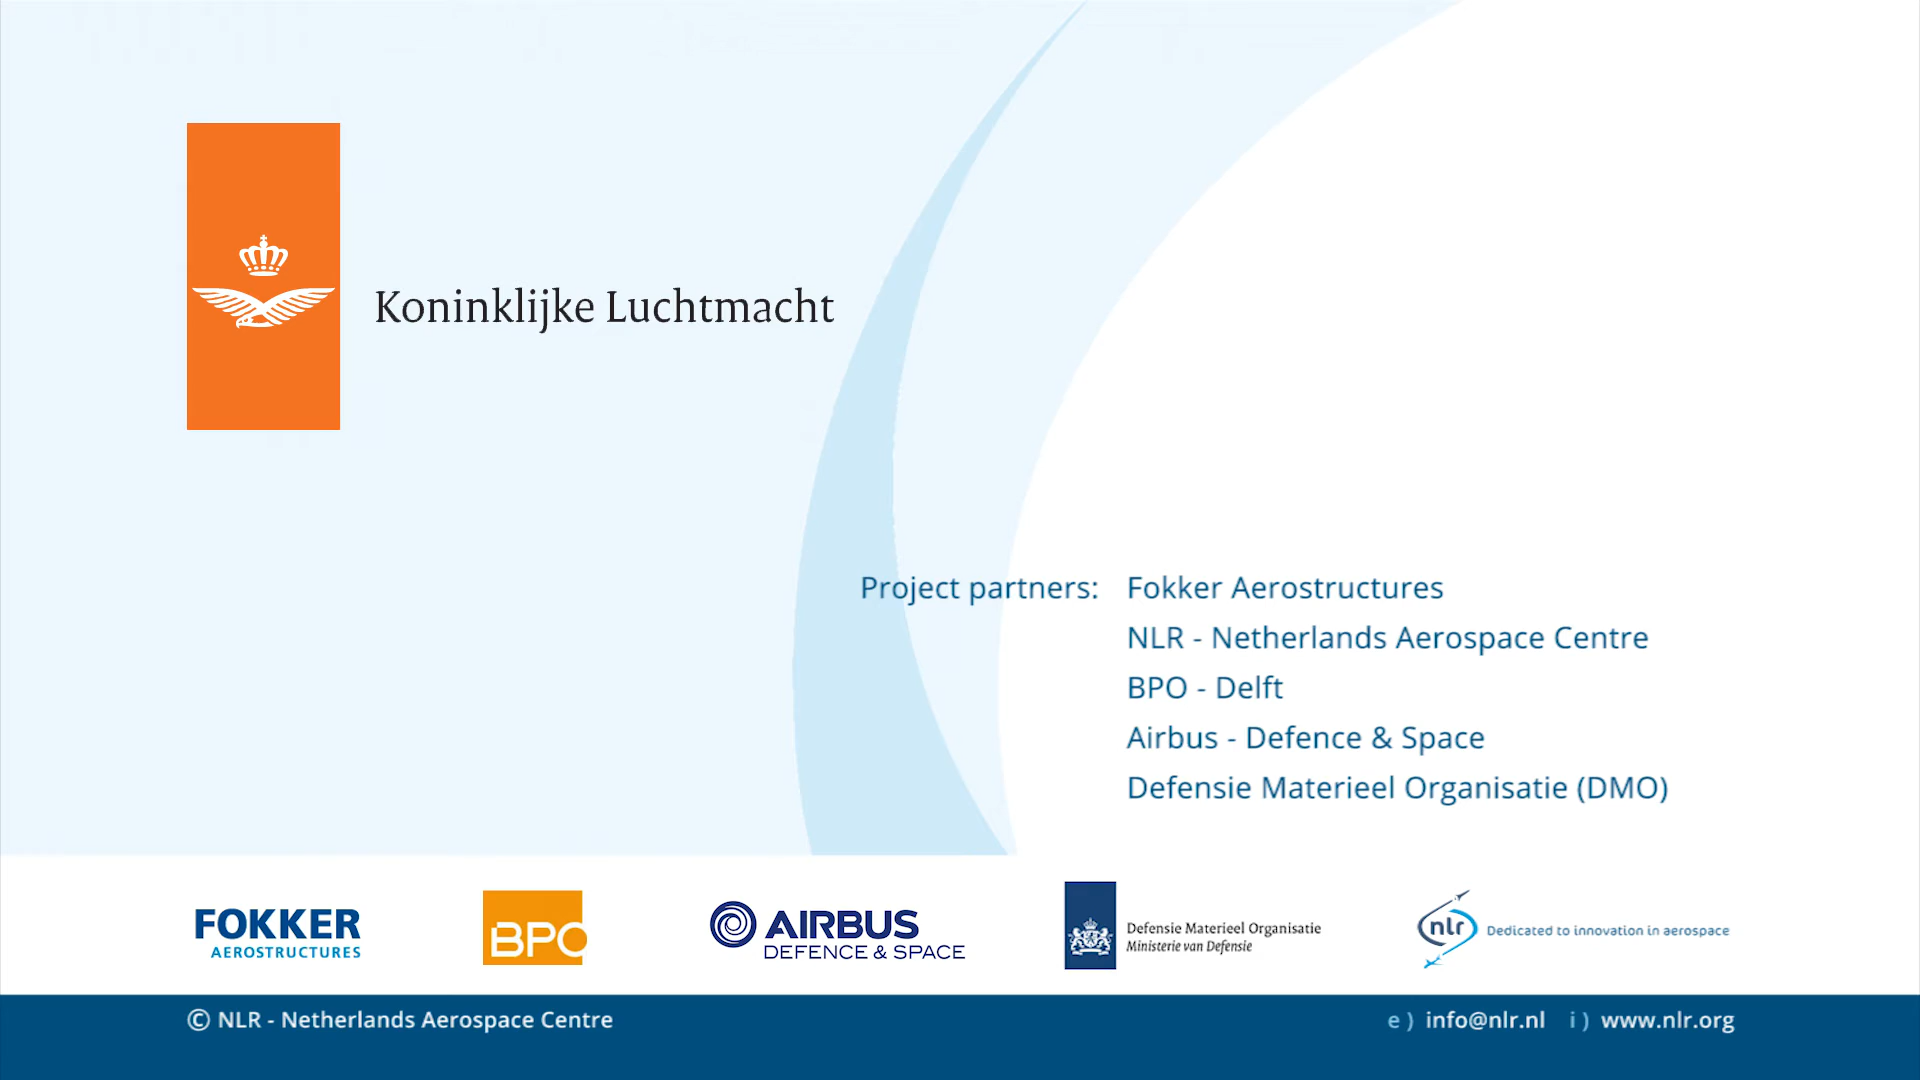 Koninklijke Luchtmacht
Project partners: Fokker Aerostructures
NLR - Netherlands Aerospace Centre
BPO - Delft
Airbus - Defence & Space
Defensie Materieel Organisatie (DMO)
FOKKER
AEROSTRUCTURES
BPO
AIRBUS
DEFENCE & SPACE
Defensie Materieel Organisatie
Ministerie van Defensie
nlr Dedicated to innovation in aerospace
© NLR - Netherlands Aerospace Centre
e ) info@nlr.nl i ) www.nlr.org